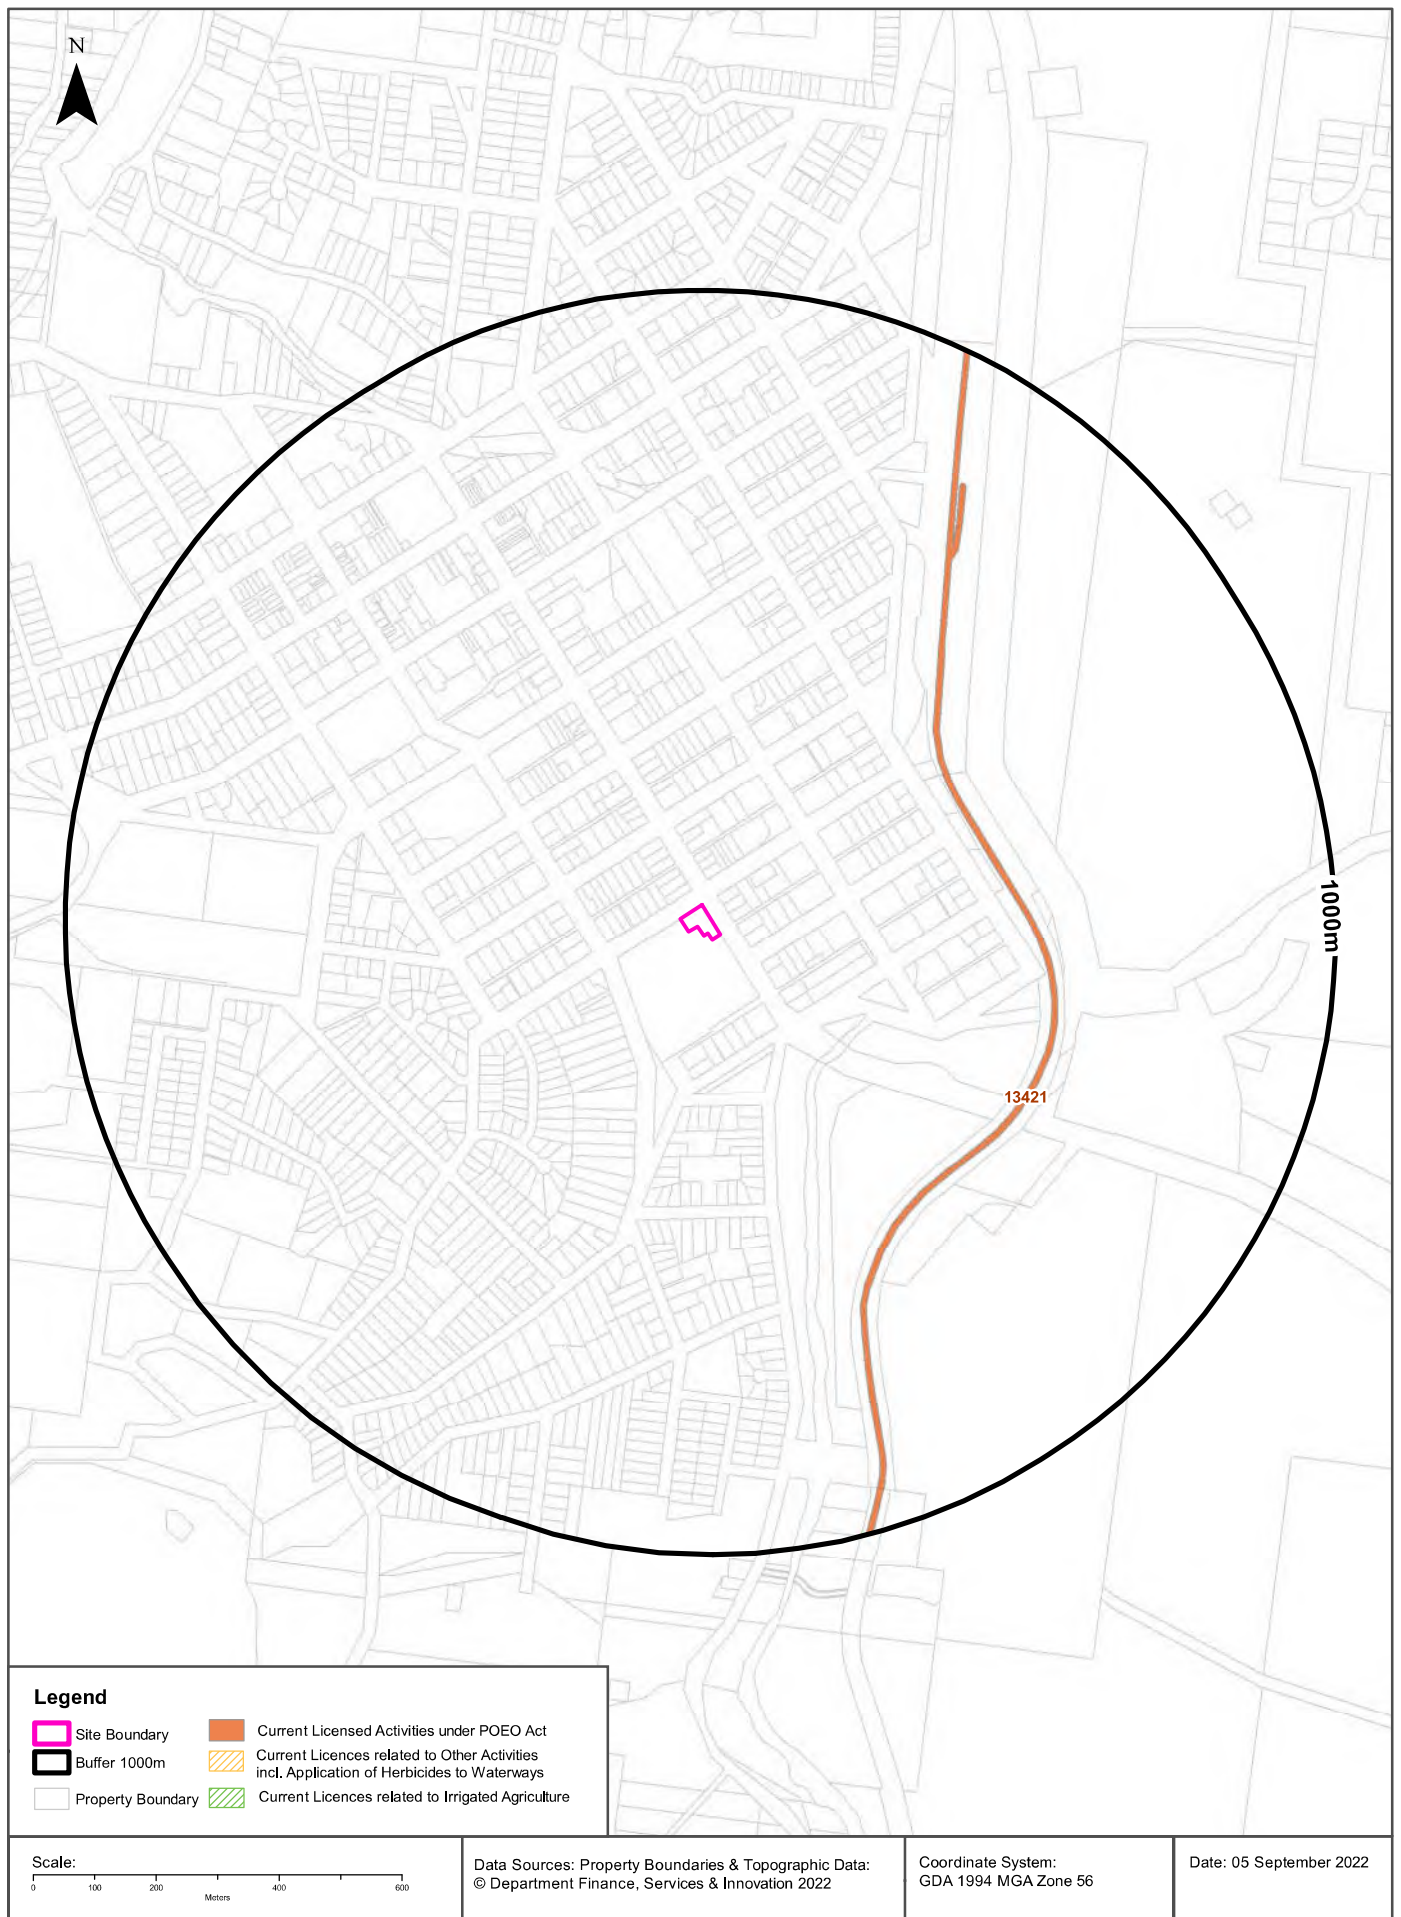 N
1000m
13421
Legend
Site Boundary
Buffer 1000m
Property Boundary
Current Licensed Activities under POEO Act
Current Licences related to Other Activities
incl. Application of Herbicides to Waterways
Current Licences related to Irrigated Agriculture
Scale:
0 100 200 400 600
Meters
Data Sources: Property Boundaries & Topographic Data:
© Department Finance, Services & Innovation 2022
Coordinate System:
GDA 1994 MGA Zone 56
Date: 05 September 2022